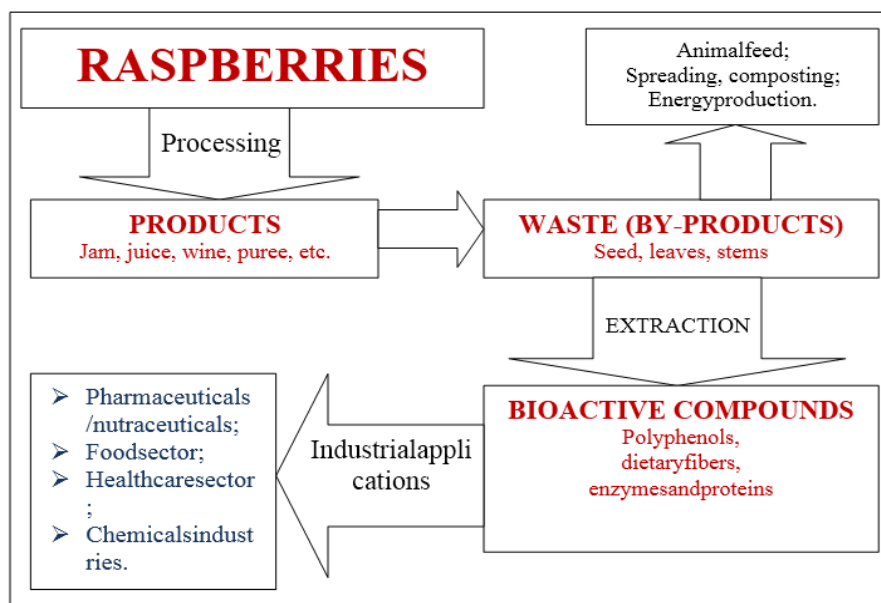 RASPBERRIES
Animalfeed;
Spreading, composting;
Energyproduction.
Processing
PRODUCTS
Jam, juice, wine, puree, etc.
WASTE (BY-PRODUCTS)
Seed, leaves, stems
EXTRACTION
BIOACTIVE COMPOUNDS
Polyphenols,
dietaryfibers,
enzymesandproteins
Industrialappli
cations
➢ Pharmaceuticals
/nutraceuticals;
➢ Foodsector;
➢ Healthcaresector
;
➢ Chemicalsindust
ries.